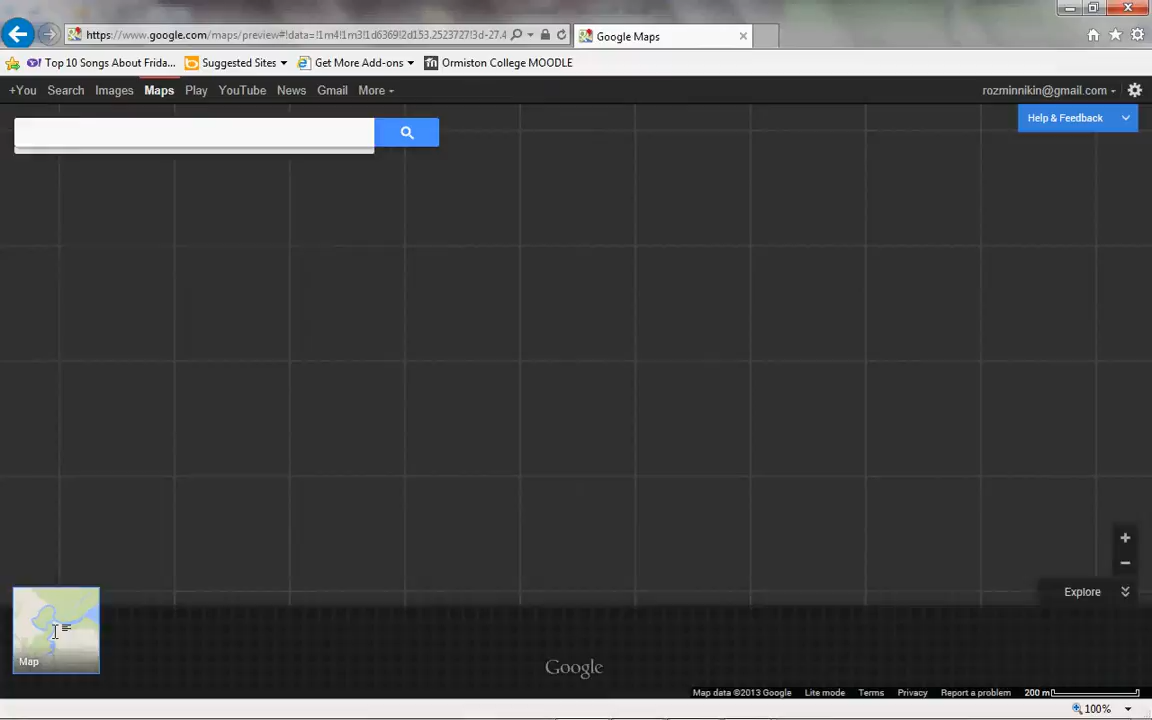 https://www.google.com/maps/preview#!data=!1m4!1m3!1d6369!2d153.2523727!3d-27.4
Google Maps
Top 10 Songs About Frida...
Suggested Sites
Get More Add-ons
Ormiston College MOODLE
+You Search Images Maps Play YouTube News Gmail More
rozminnikin@gmail.com
Help & Feedback
+
−
Explore
Map
Google
Map data ©2013 Google Lite mode Terms Privacy Report a problem 200 m
100%